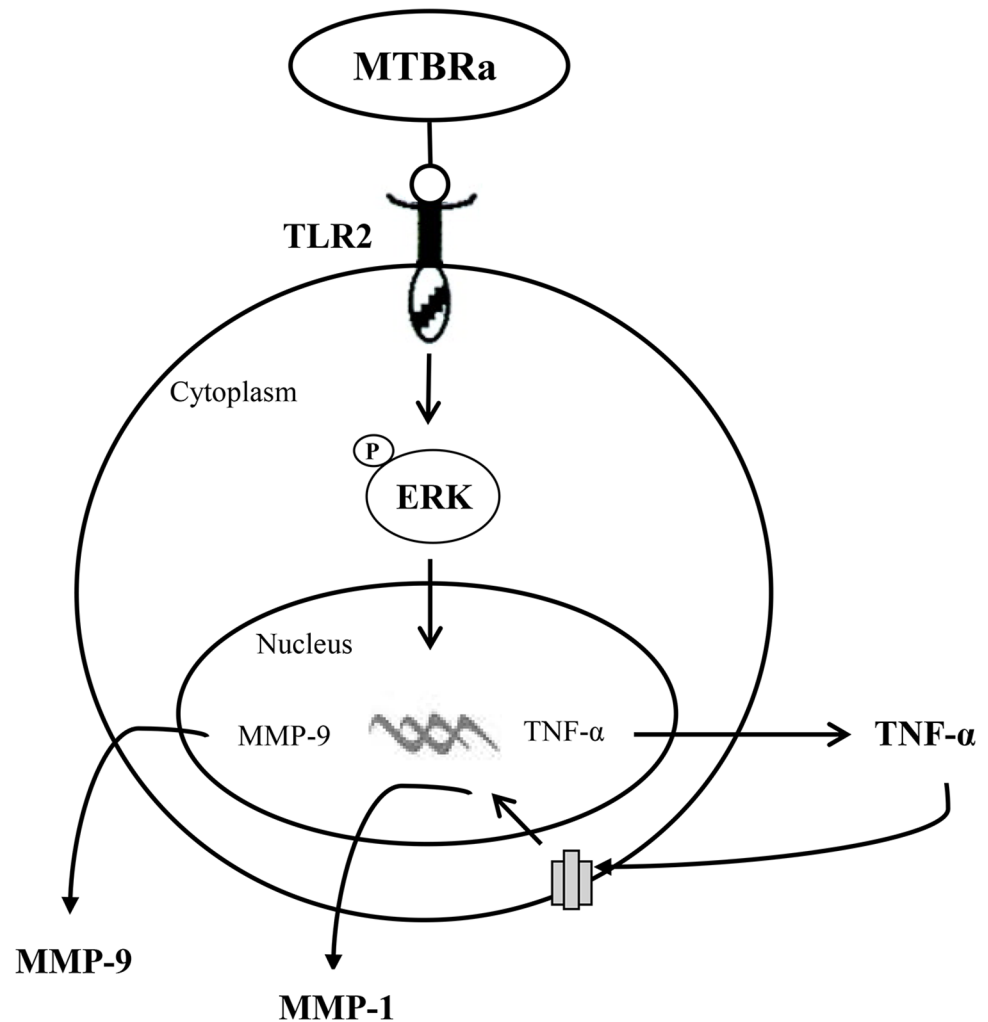 MTBRa
TLR2
Cytoplasm
P
ERK
Nucleus
MMP-9
TNF-α
TNF-α
MMP-9
MMP-1